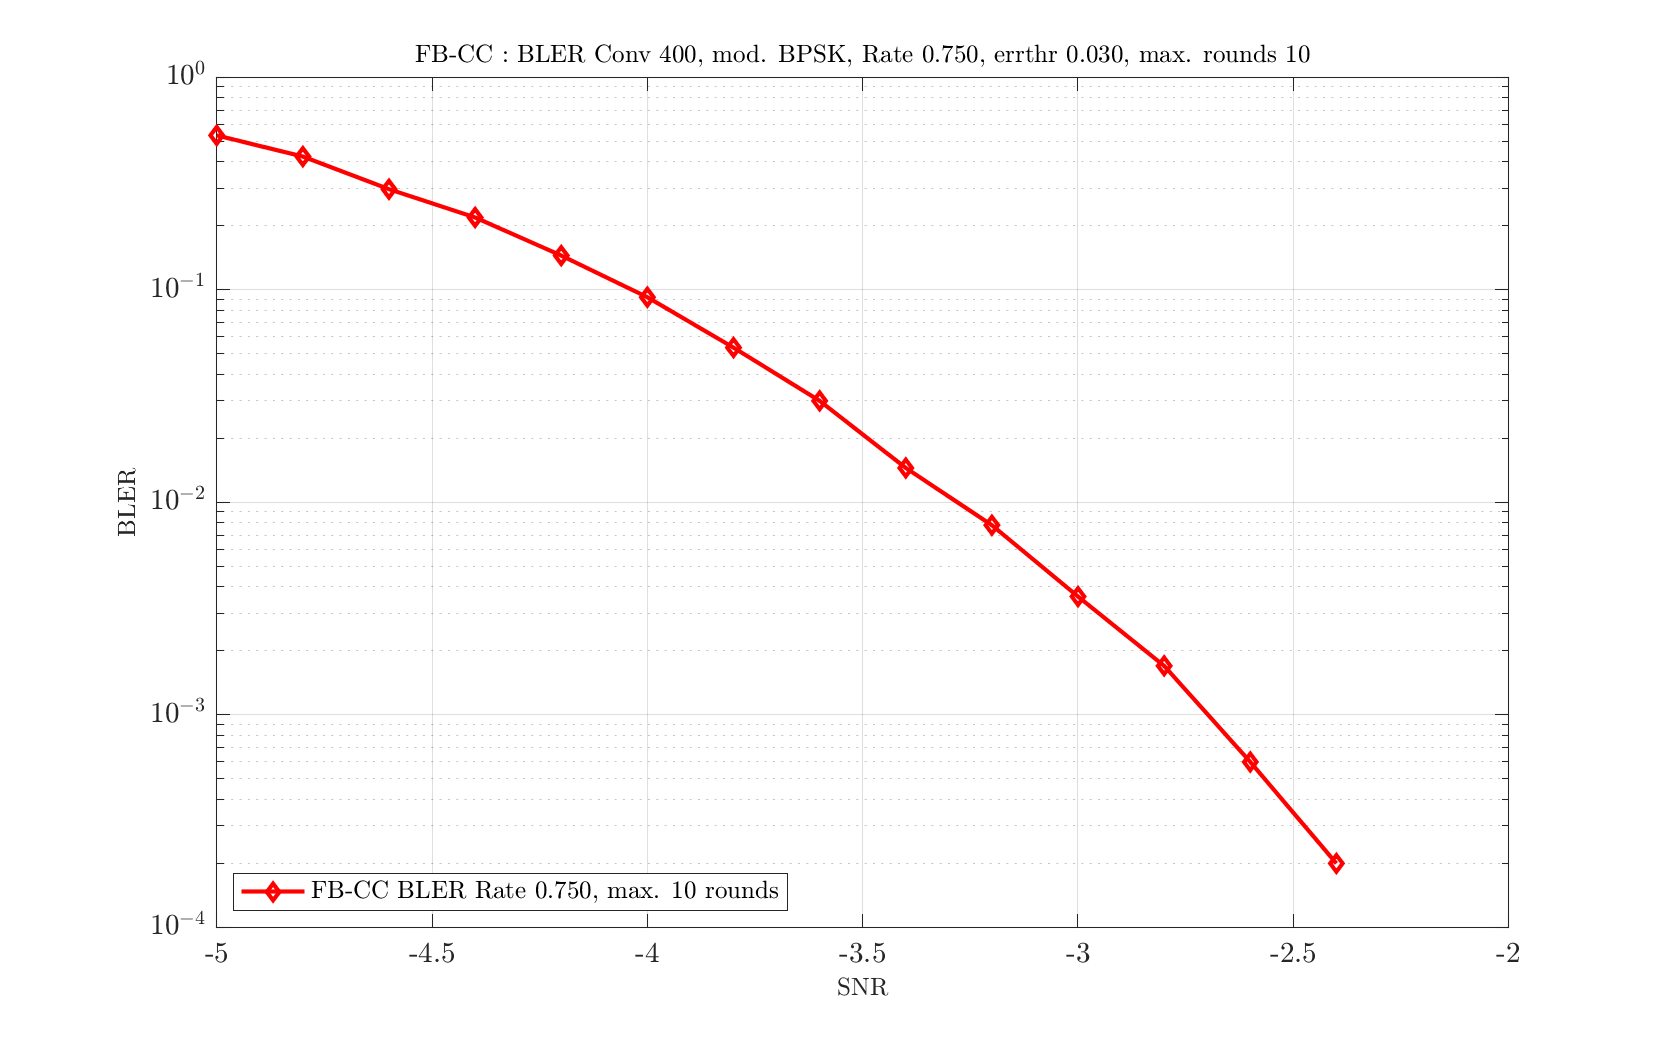 FB-CC : BLER Conv 400, mod. BPSK, Rate 0.750, errthr 0.030, max. rounds 10
10^0
10^-1
10^-2
10^-3
10^-4
BLER
FB-CC BLER Rate 0.750, max. 10 rounds
-5 -4.5 -4 -3.5 -3 -2.5 -2
SNR